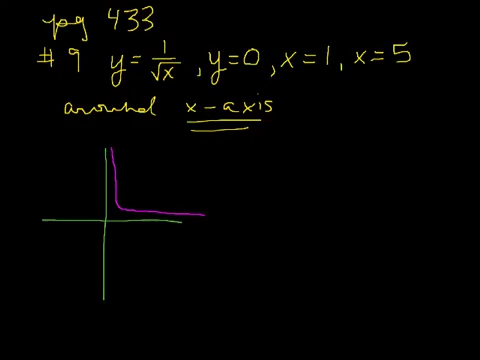 pg 433
# 9 y = 1/√x , y = 0 , x = 1 , x = 5
around x-axis